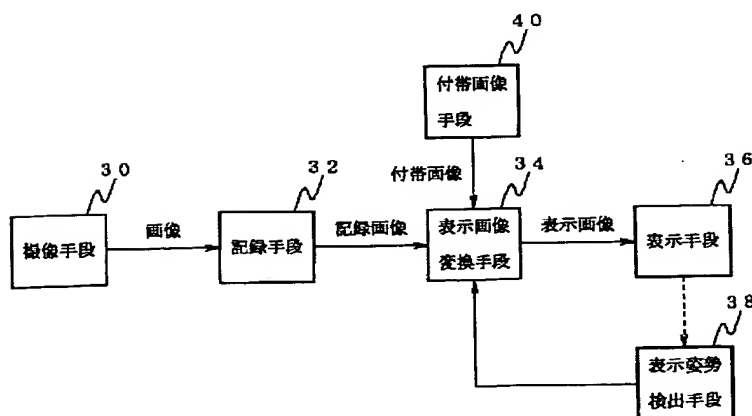 40
付帯画像
手段
30
32
付帯画像
34
36
撮像手段
画像
記録手段
記録画像
表示画像
変換手段
表示画像
表示手段
38
表示姿勢
検出手段